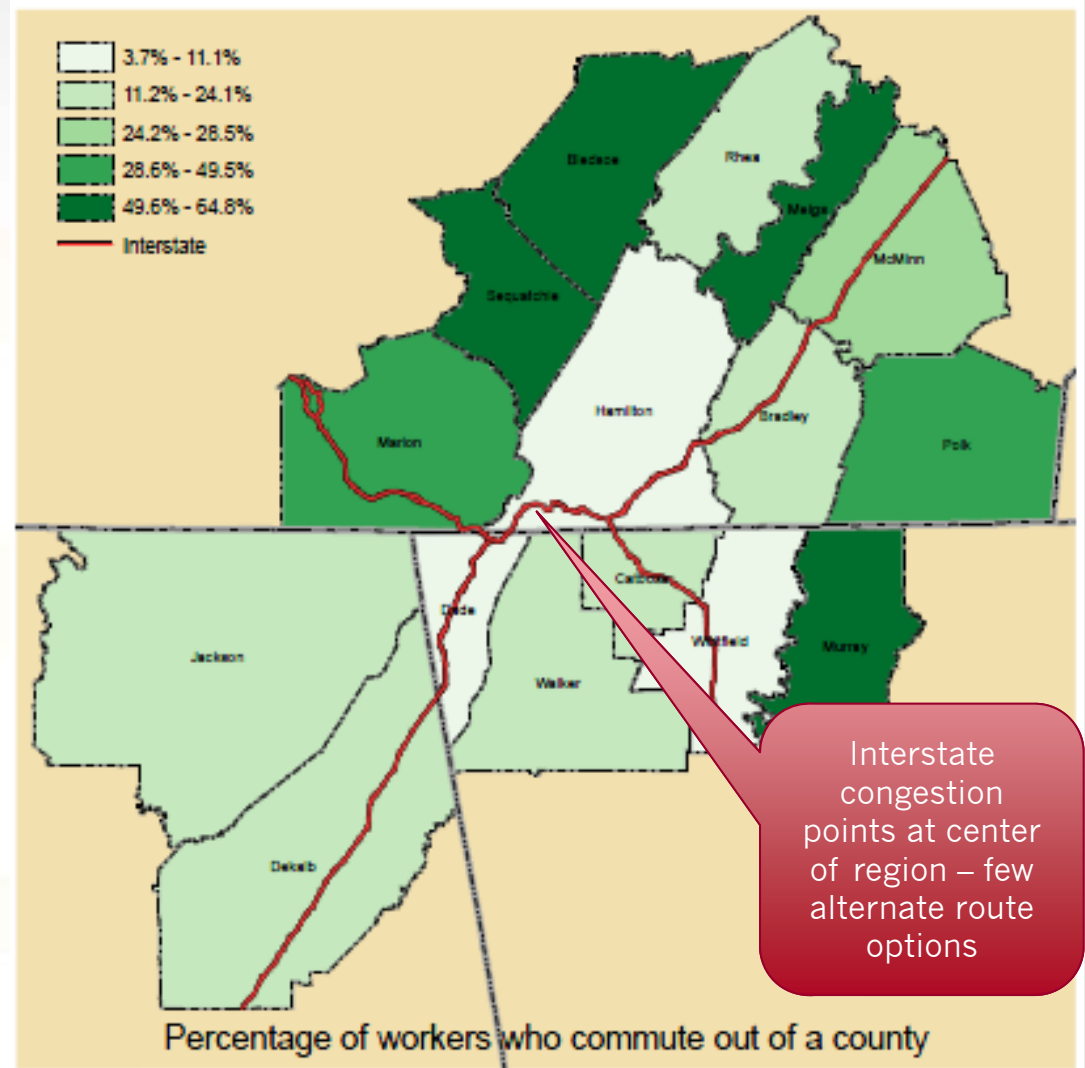 3.7% - 11.1%
11.2% - 24.1%
24.2% - 28.5%
28.6% - 49.5%
49.6% - 64.8%
Interstate
Bledsoe
Rhea
Meigs
McMinn
Sequatchie
Hamilton
Bradley
Marion
Polk
Dade
Whitfield
Murray
Jackson
Walker
Dekalb
Interstate
congestion
points at center
of region – few
alternate route
options
Percentage of workers who commute out of a county